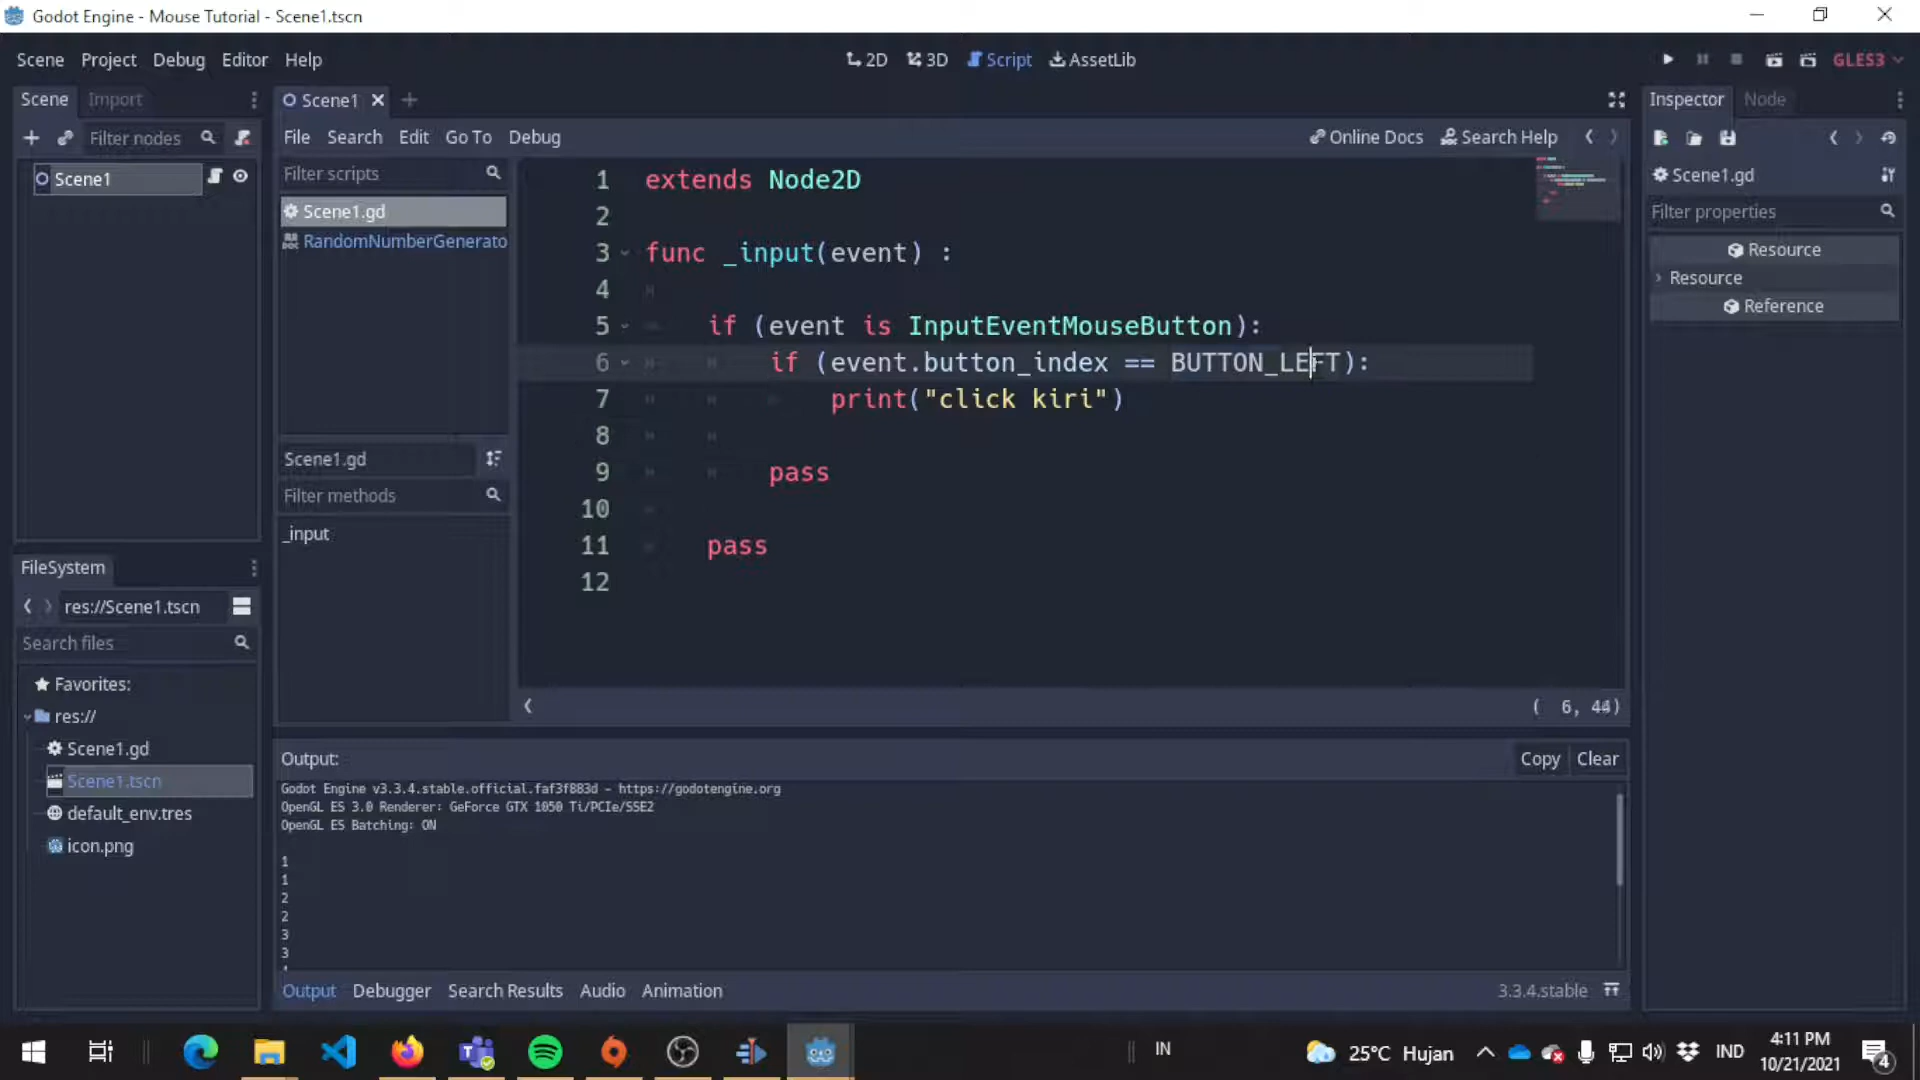 Godot Engine - Mouse Tutorial - Scene1.tscn
Scene Project Debug Editor Help
2D 3D Script AssetLib
GLES3
Scene Import
Scene1
Inspector Node
Filter nodes
File Search Edit Go To Debug
Online Docs Search Help
Scene1
Filter scripts
Scene1.gd
RandomNumberGenerato
Scene1.gd
Filter methods
_input
1 extends Node2D
2
3 func _input(event) :
4
5 if (event is InputEventMouseButton):
6 if (event.button_index == BUTTON_LEFT):
7 print("click kiri")
8
9 pass
10
11 pass
12
( 6, 44)
Scene1.gd
Filter properties
Resource
Resource
Reference
FileSystem
res://Scene1.tscn
Search files
Favorites:
res://
Scene1.gd
Scene1.tscn
default_env.tres
icon.png
Output:
Copy Clear
Godot Engine v3.3.4.stable.official.faf3f883d - https://godotengine.org
OpenGL ES 3.0 Renderer: GeForce GTX 1050 Ti/PCIe/SSE2
OpenGL ES Batching: ON
1
1
2
2
3
3
Output Debugger Search Results Audio Animation
3.3.4.stable
IN
25°C Hujan
IND
4:11 PM
10/21/2021
4